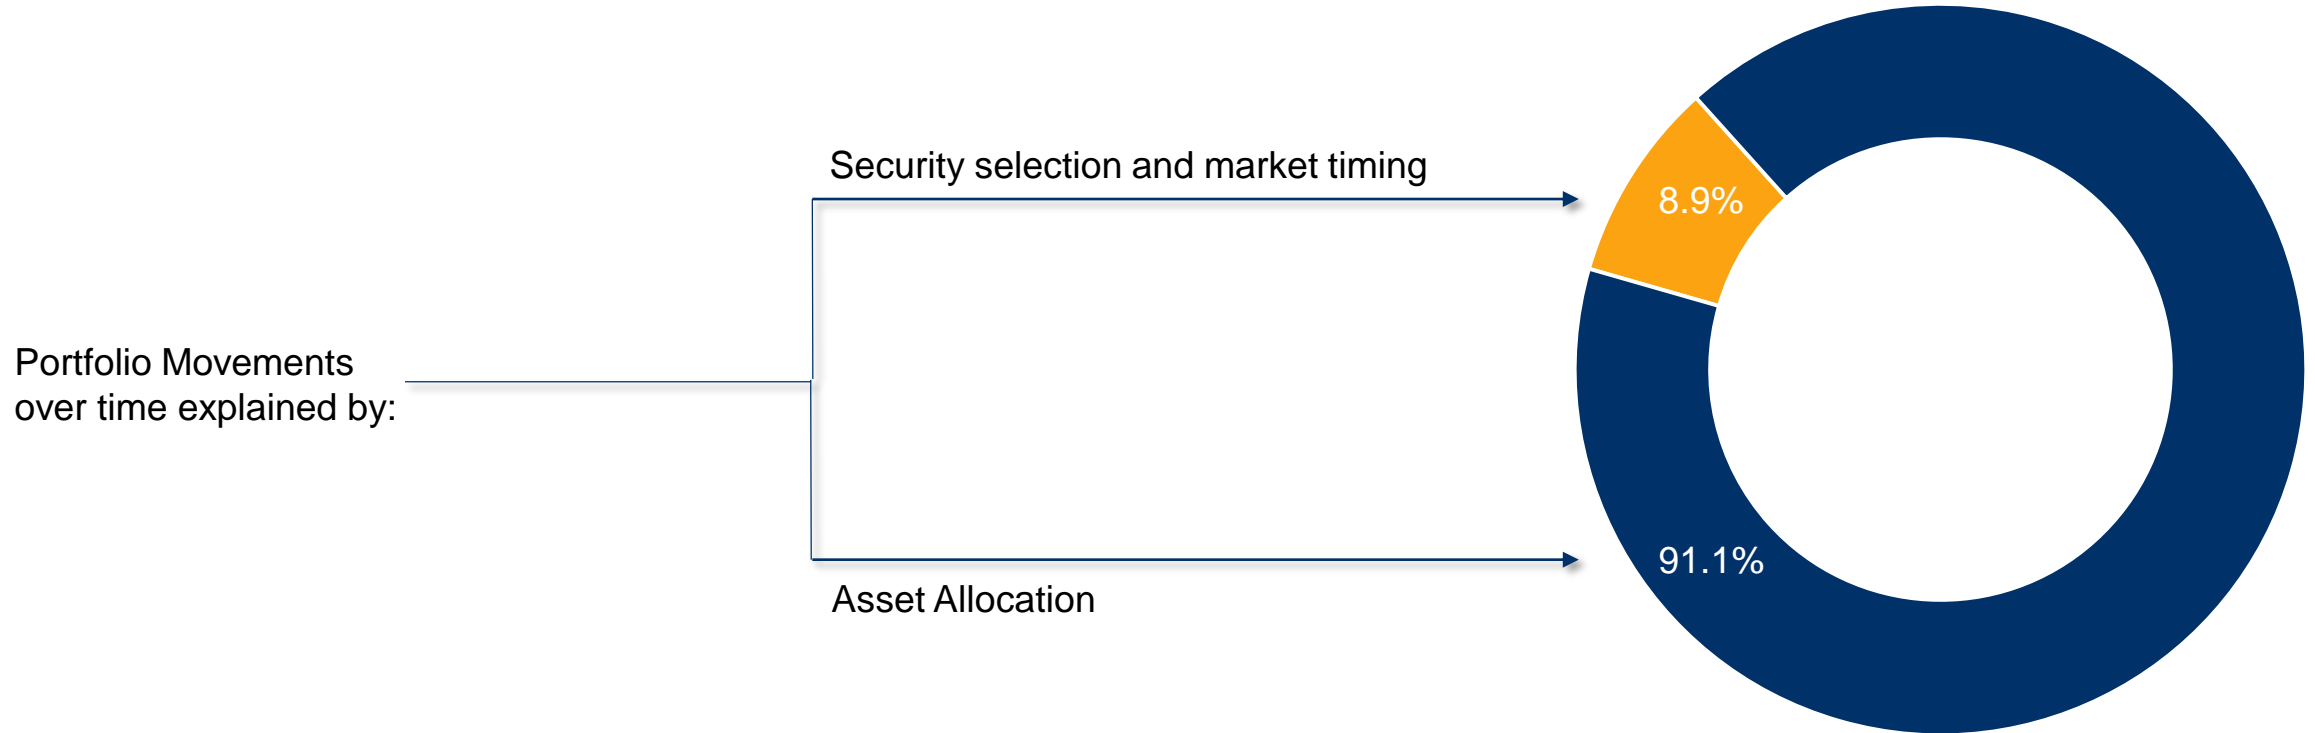 Security selection and market timing
8.9%
Portfolio Movements
over time explained by:
91.1%
Asset Allocation